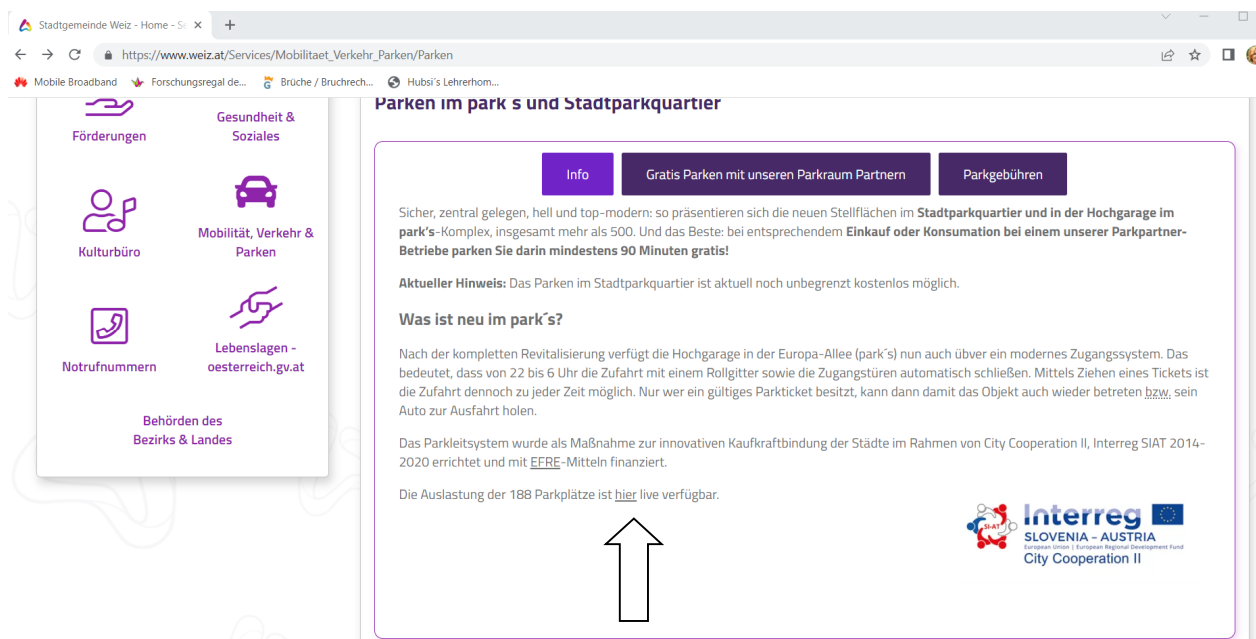 Stadtgemeinde Weiz - Home - Se
https://www.weiz.at/Services/Mobilitaet_Verkehr_Parken/Parken
Mobile Broadband
Forschungsregal de...
Brüche / Bruchrech...
Hubsi's Lehrerhom...
Förderungen
Gesundheit &
Soziales
Kulturbüro
Mobilität, Verkehr &
Parken
Notrufnummern
Lebenslagen -
oesterreich.gv.at
Behörden des
Bezirks & Landes
Parken im park´s und Stadtparkquartier
Info
Gratis Parken mit unseren Parkraum Partnern
Parkgebühren
Sicher, zentral gelegen, hell und top-modern: so präsentieren sich die neuen Stellflächen im Stadtparkquartier und in der Hochgarage im
park’s-Komplex, insgesamt mehr als 500. Und das Beste: bei entsprechendem Einkauf oder Konsumation bei einem unserer Parkpartner-
Betriebe parken Sie darin mindestens 90 Minuten gratis!
Aktueller Hinweis: Das Parken im Stadtparkquartier ist aktuell noch unbegrenzt kostenlos möglich.
Was ist neu im park´s?
Nach der kompletten Revitalisierung verfügt die Hochgarage in der Europa-Allee (park´s) nun auch übver ein modernes Zugangssystem. Das
bedeutet, dass von 22 bis 6 Uhr die Zufahrt mit einem Rollgitter sowie die Zugangstüren automatisch schließen. Mittels Ziehen eines Tickets ist
die Zufahrt dennoch zu jeder Zeit möglich. Nur wer ein gültiges Parkticket besitzt, kann dann damit das Objekt auch wieder betreten bzw. sein
Auto zur Ausfahrt holen.
Das Parkleitsystem wurde als Maßnahme zur innovativen Kaufkraftbindung der Städte im Rahmen von City Cooperation II, Interreg SIAT 2014-
2020 errichtet und mit EFRE-Mitteln finanziert.
Die Auslastung der 188 Parkplätze ist hier live verfügbar.
SI-AT
Interreg
SLOVENIA - AUSTRIA
European Union | European Regional Development Fund
City Cooperation II